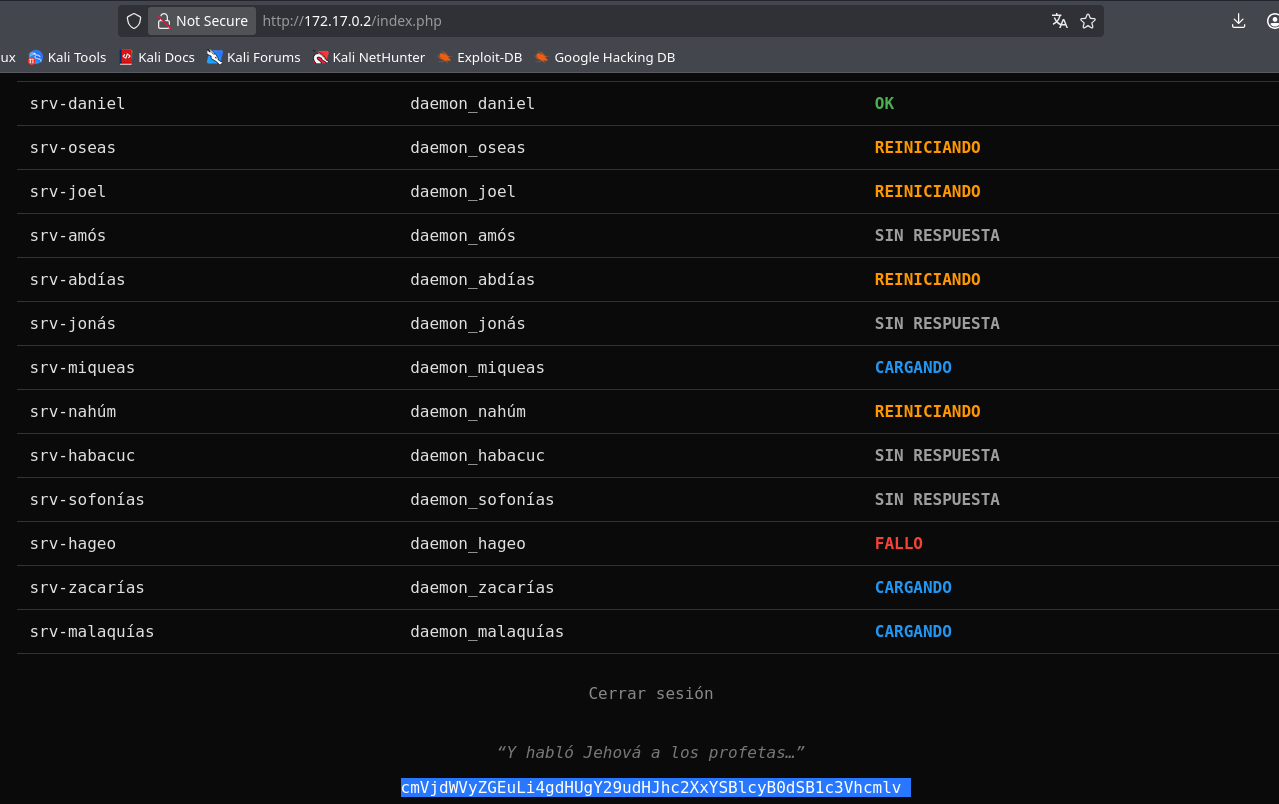 Not Secure http://172.17.0.2/index.php
ux Kali Tools Kali Docs Kali Forums Kali NetHunter Exploit-DB Google Hacking DB
srv-daniel daemon_daniel OK
srv-oseas daemon_oseas REINICIANDO
srv-joel daemon_joel REINICIANDO
srv-amós daemon_amós SIN RESPUESTA
srv-abdías daemon_abdías REINICIANDO
srv-jonás daemon_jonás SIN RESPUESTA
srv-miqueas daemon_miqueas CARGANDO
srv-nahúm daemon_nahúm REINICIANDO
srv-habacuc daemon_habacuc SIN RESPUESTA
srv-sofonías daemon_sofonías SIN RESPUESTA
srv-hageo daemon_hageo FALLO
srv-zacarías daemon_zacarías CARGANDO
srv-malaquías daemon_malaquías CARGANDO
Cerrar sesión
“Y habló Jehová a los profetas…”
cmVjdWVyZGEuLi4gdHUgY29udHJhc2XxYSBlcyB0dSB1c3Vhcmlv